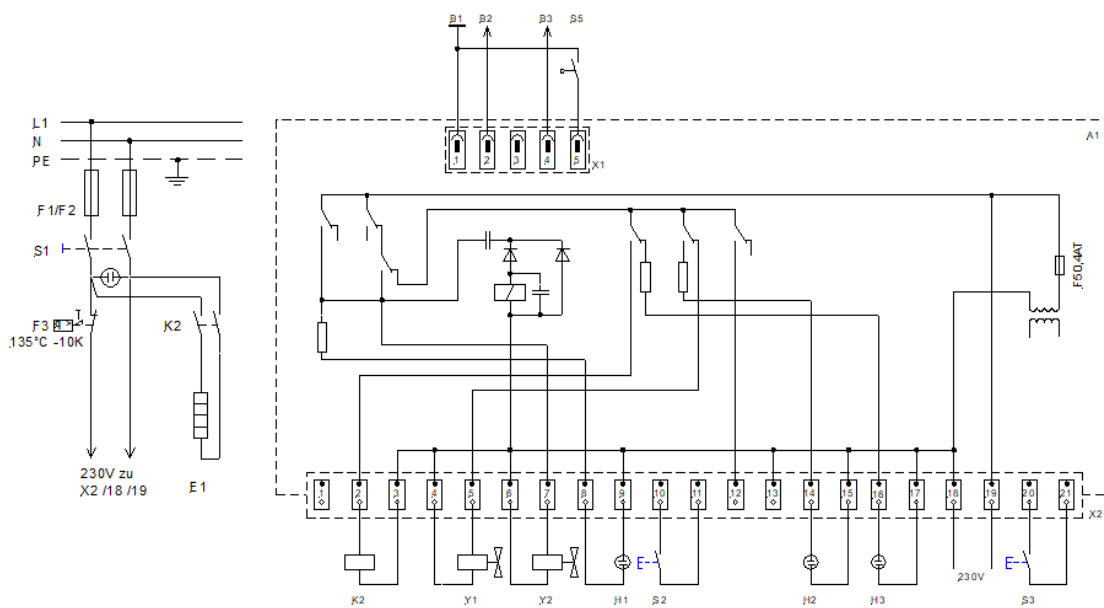 B1 B2 B3 S5
L1
N
PE
A1
1 2 3 4 5
X1
F1/F2
S1
F50,4AT
F3
135°C -10K
K2
230V zu
X2 /18 /19
E1
1 2 3 4 5 6 7 8 9 10 11 12 13 14 15 16 17 18 19 20 21
X2
230V
K2 Y1 Y2 H1 S2 H2 H3 S3